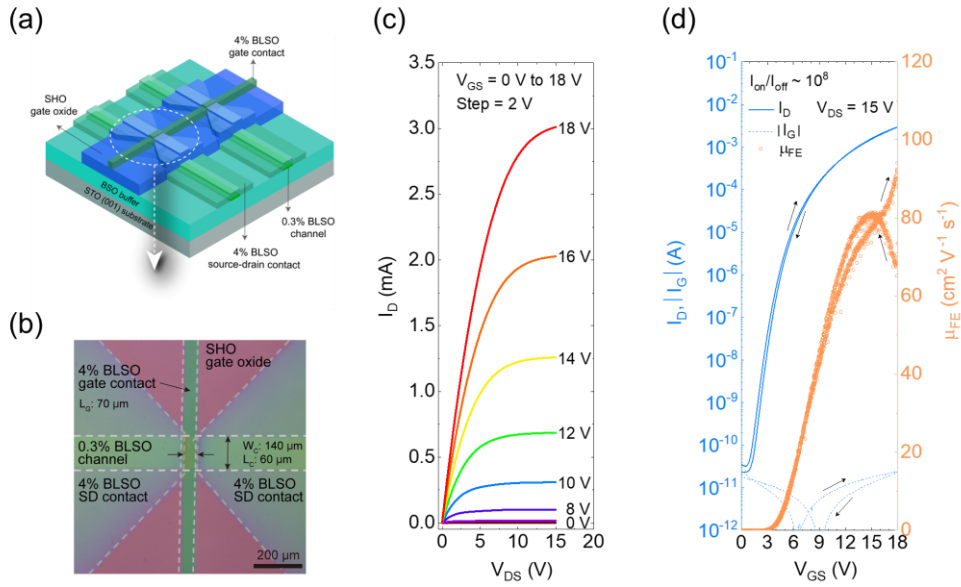 (a)
4% BLSO
gate contact
SHO
gate oxide
BSO buffer
STO (001) substrate
0.3% BLSO
channel
4% BLSO
source-drain contact
(b)
SHO
gate oxide
4% BLSO
gate contact
L_G: 70 μm
0.3% BLSO
channel
W_C: 140 μm
L_C: 60 μm
4% BLSO
SD contact
4% BLSO
SD contact
200 μm
(c)
V_GS = 0 V to 18 V
Step = 2 V
18 V
16 V
14 V
12 V
10 V
8 V
0 V
3.5
3.0
2.5
2.0
1.5
1.0
0.5
0.0
I_D (mA)
0 5 10 15 20
V_DS (V)
(d)
I_on/I_off ~ 10^8
I_D
V_DS = 15 V
|I_G|
μ_FE
10^-1
10^-2
10^-3
10^-4
10^-5
10^-6
10^-7
10^-8
10^-9
10^-10
10^-11
10^-12
I_D, |I_G| (A)
120
100
80
60
40
20
0
μ_FE (cm^2 V^-1 s^-1)
0 3 6 9 12 15 18
V_GS (V)